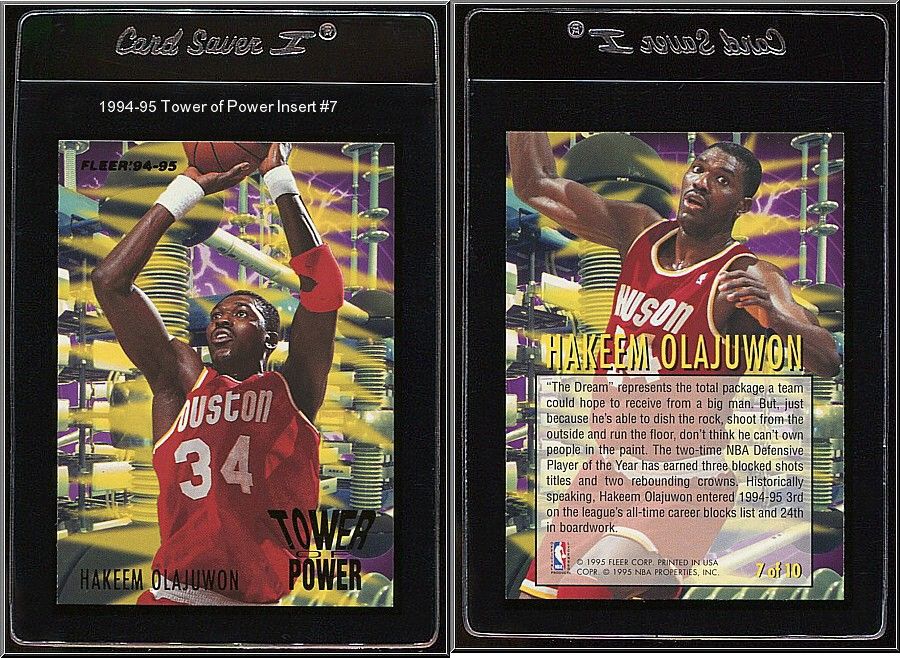 Card Saver I®
1994-95 Tower of Power Insert #7
FLEER '94-95
HOUSTON
34
TOWER
OF
POWER
HAKEEM OLAJUWON
Card Saver I®
HOUSON
HAKEEM OLAJUWON
“The Dream” represents the total package a team
could hope to receive from a big man. But, just
because he's able to dish the rock, shoot from the
outside and run the floor, don't think he can't own
people in the paint. The two-time NBA Defensive
Player of the Year has earned three blocked shots
titles and two rebounding crowns. Historically
speaking, Hakeem Olajuwon entered 1994-95 3rd
on the league's all-time career blocks list and 24th
in boardwork.
© 1995 FLEER CORP. PRINTED IN USA
COPR. © 1995 NBA PROPERTIES, INC.
7 of 10